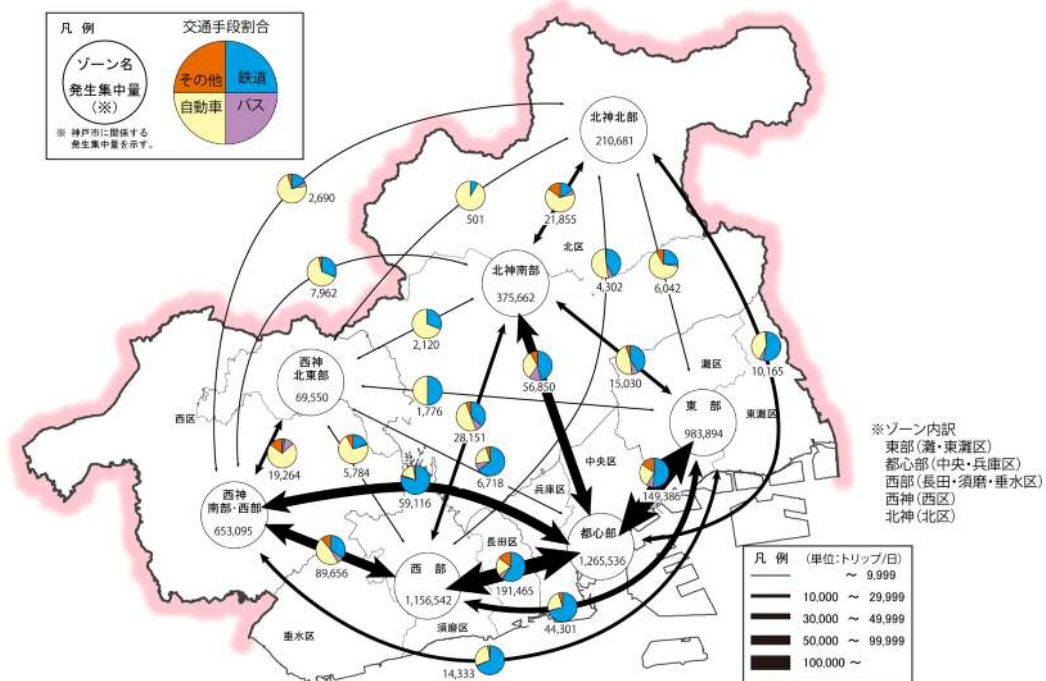 凡 例
交通手段割合
ゾーン名
発生集中量
(※)
その他
鉄道
自動車
バス
※ 神戸市に関係する
発生集中量を示す。
北神北部
210,681
2,690
501
21,855
北区
4,302
6,042
北神南部
375,662
7,962
2,120
15,030
10,165
56,850
灘区
西神
北東部
69,550
1,776
東 部
983,894
東灘区
西区
28,151
19,264
5,784
6,718
59,116
中央区
兵庫区
149,386
※ゾーン内訳
東部(灘・東灘区)
都心部(中央・兵庫区)
西部(長田・須磨・垂水区)
西神(西区)
北神(北区)
西神
南部・西部
653,095
都心部
1,265,536
長田区
89,656
西 部
1,156,542
191,465
44,301
須磨区
垂水区
14,333
凡 例 (単位:トリップ/日)
~ 9,999
10,000 ~ 29,999
30,000 ~ 49,999
50,000 ~ 99,999
100,000 ~